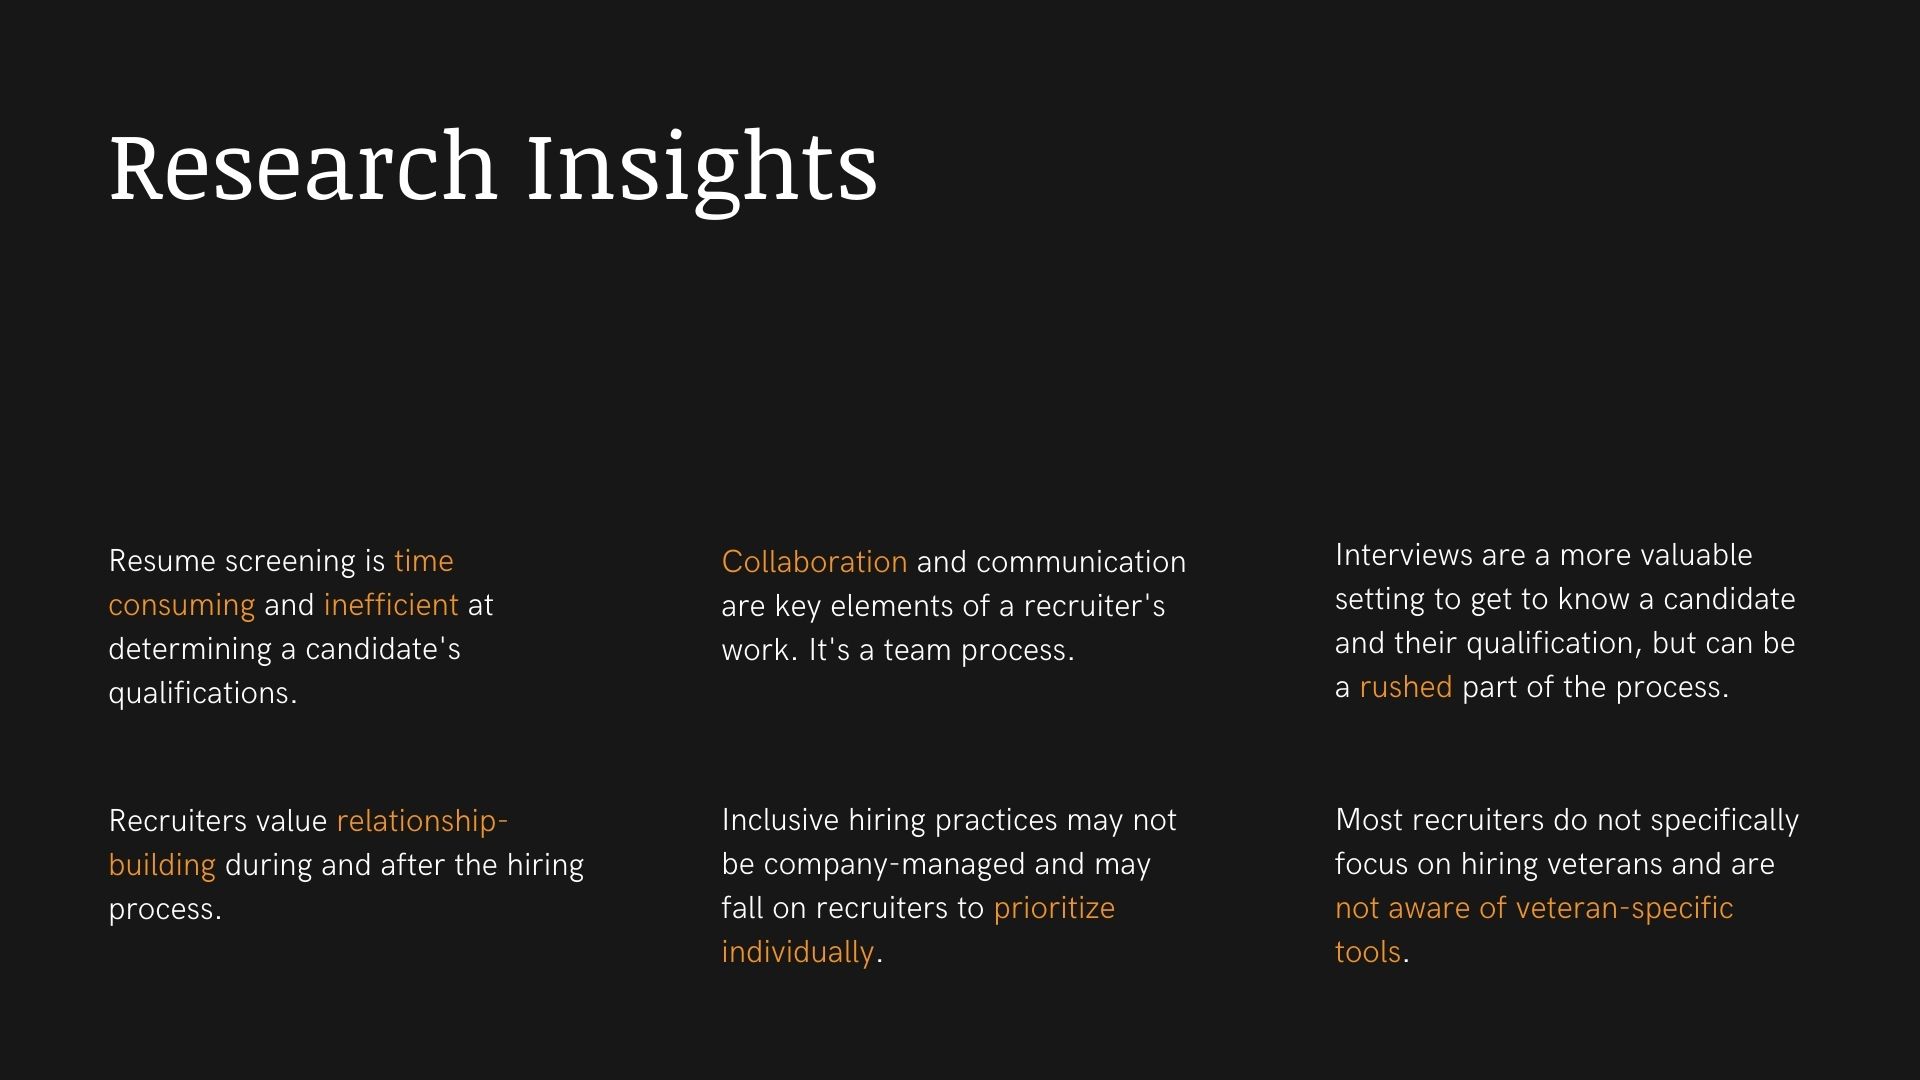 Research Insights
Resume screening is time
consuming and inefficient at
determining a candidate's
qualifications.
Collaboration and communication
are key elements of a recruiter's
work. It's a team process.
Interviews are a more valuable
setting to get to know a candidate
and their qualification, but can be
a rushed part of the process.
Recruiters value relationship-
building during and after the hiring
process.
Inclusive hiring practices may not
be company-managed and may
fall on recruiters to prioritize
individually.
Most recruiters do not specifically
focus on hiring veterans and are
not aware of veteran-specific
tools.